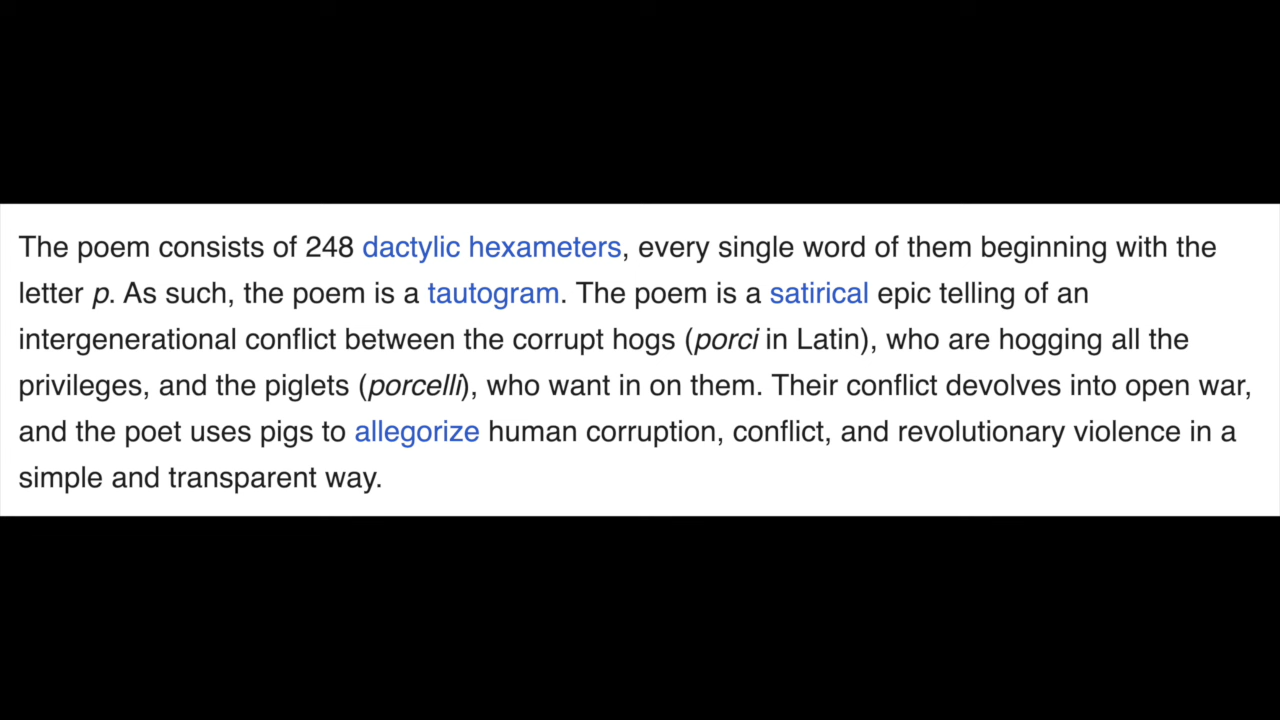 The poem consists of 248 dactylic hexameters, every single word of them beginning with the
letter p. As such, the poem is a tautogram. The poem is a satirical epic telling of an
intergenerational conflict between the corrupt hogs (porci in Latin), who are hogging all the
privileges, and the piglets (porcelli), who want in on them. Their conflict devolves into open war,
and the poet uses pigs to allegorize human corruption, conflict, and revolutionary violence in a
simple and transparent way.